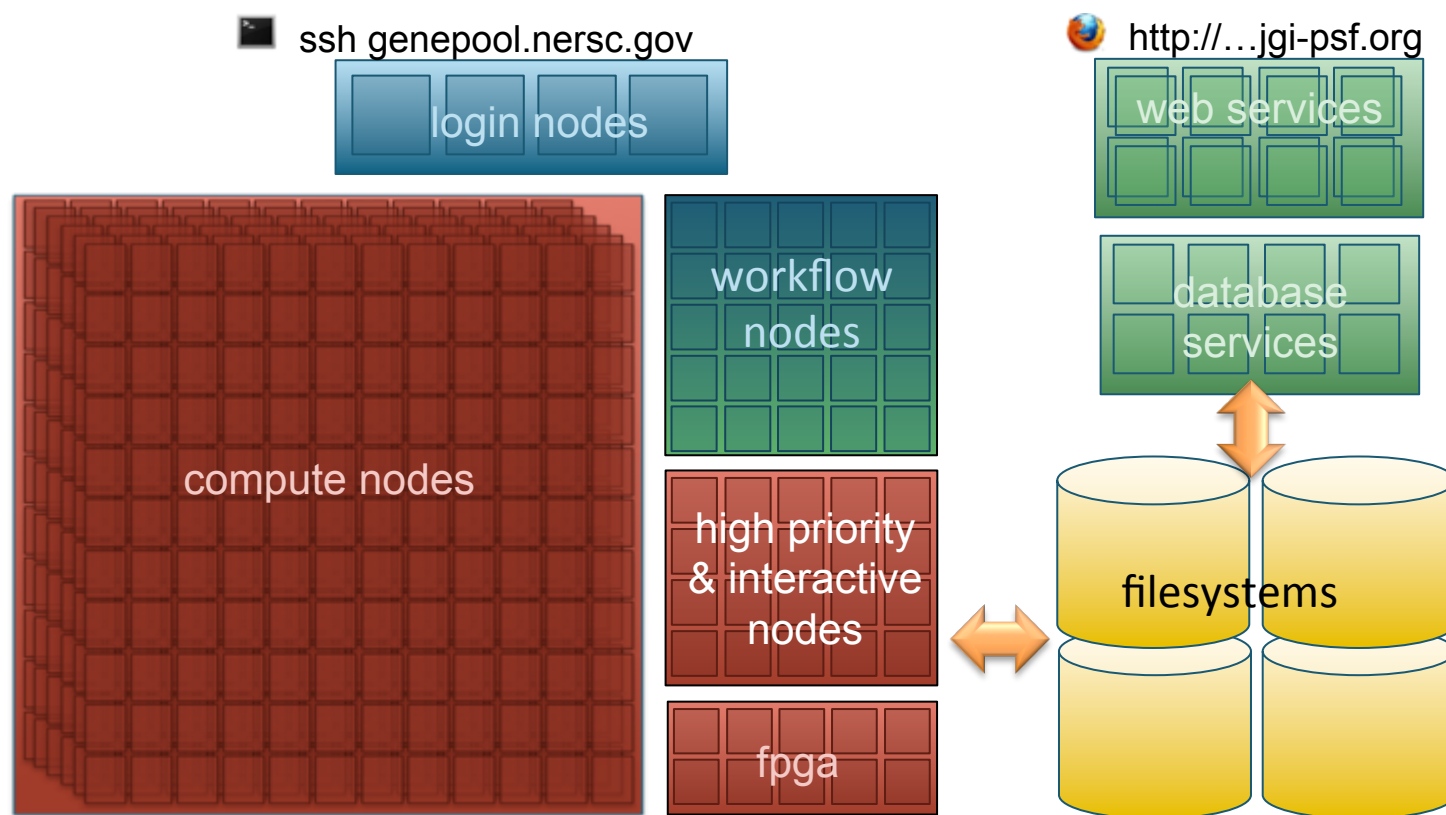 ssh genepool.nersc.gov
http://…jgi-psf.org
login nodes
web services
workflow
nodes
database
services
compute nodes
high priority
& interactive
nodes
filesystems
fpga